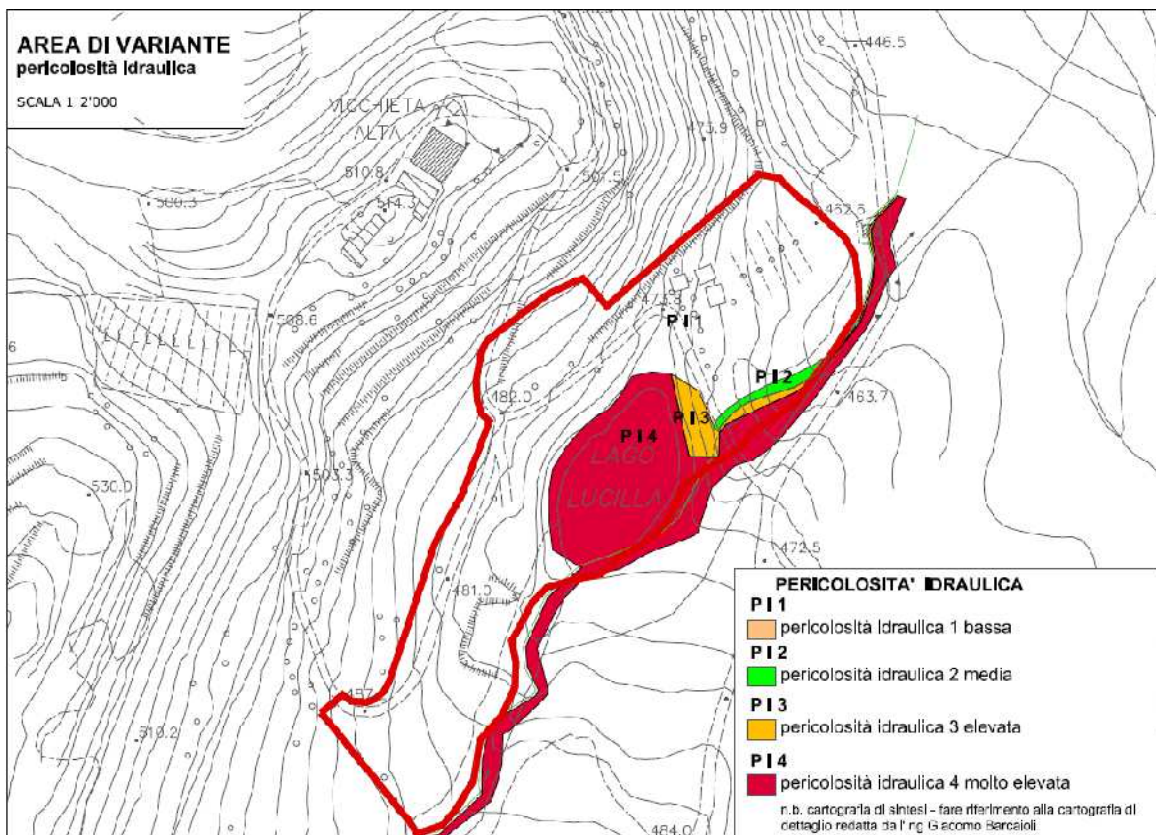 AREA DI VARIANTE
pericolosità idraulica
SCALA 1 2'000
446.5
VICCHIETA
ALTA
475.9
510.8
501.5
500.3
514.3
462.5
475.8
508.6
P I 1
P I 2
482.0
463.7
P I 3
P I 4
LAGO
503.3
LUCILLA
530.0
472.5
481.0
510.2
484.0
PERICOLOSITA' IDRAULICA
P I 1
pericolosità idraulica 1 bassa
P I 2
pericolosità idraulica 2 media
P I 3
pericolosità idraulica 3 elevata
P I 4
pericolosità idraulica 4 molto elevata
n.b. cartografia di sintesi - fare riferimento alla cartografia di
dettaglio redatta da l' ng Giacomo Barcaioli